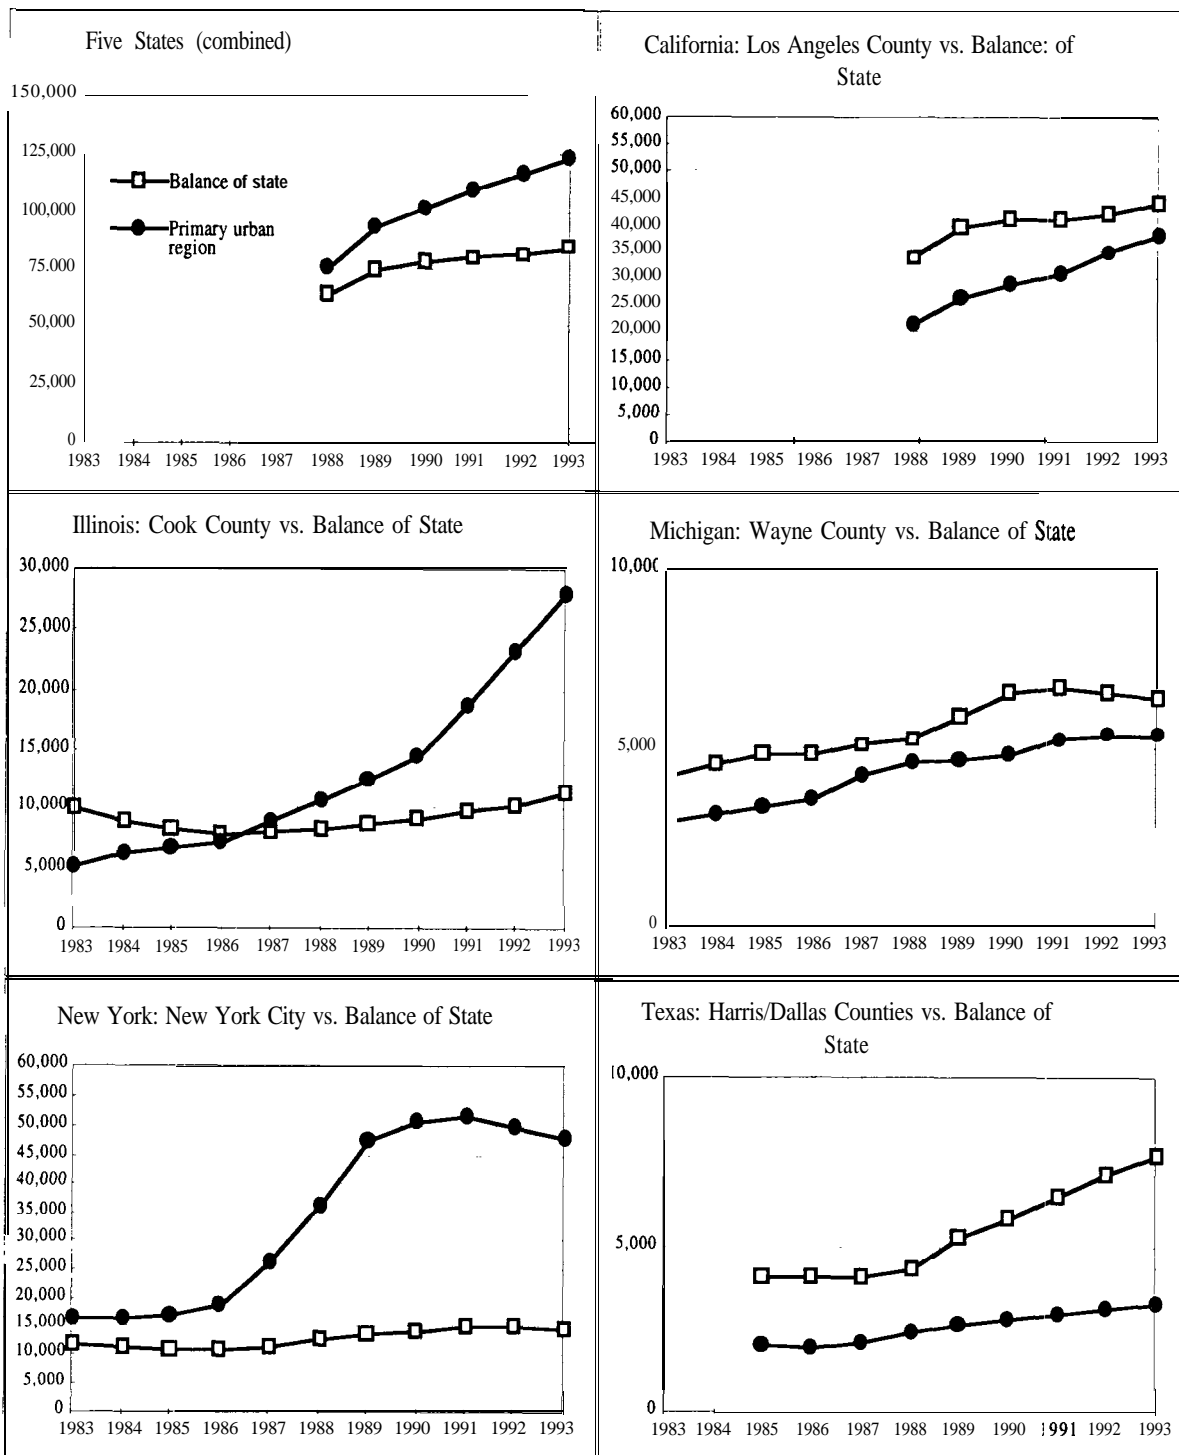 Five States (combined)
150,000
125,000
100,000
75,000
50,000
25,000
0
Balance of state
Primary urban
region
1983 1984 1985 1986 1987 1988 1989 1990 1991 1992 1993
California: Los Angeles County vs. Balance: of
State
60,000
55,000
50,000
45,000
40,000
35,000
30,000
25,000
20,000
15,000
10,000
5,000
0
1983 1984 1985 1986 1987 1988 1989 1990 1991 1992 1993
Illinois: Cook County vs. Balance of State
30,000
25,000
20,000
15,000
10,000
5,000
0
1983 1984 1985 1986 1987 1988 1989 1990 1991 1992 1993
Michigan: Wayne County vs. Balance of State
10,000
5,000
0
1983 1984 1985 1986 1987 1988 1989 1990 1991 1992 1993
New York: New York City vs. Balance of State
60,000
55,000
50,000
45,000
40,000
35,000
30,000
25,000
20,000
15,000
10,000
5,000
0
1983 1984 1985 1986 1987 1988 1989 1990 1991 1992 1993
Texas: Harris/Dallas Counties vs. Balance of
State
10,000
5,000
0
1983 1984 1985 1986 1987 1988 1989 1990 1991 1992 1993